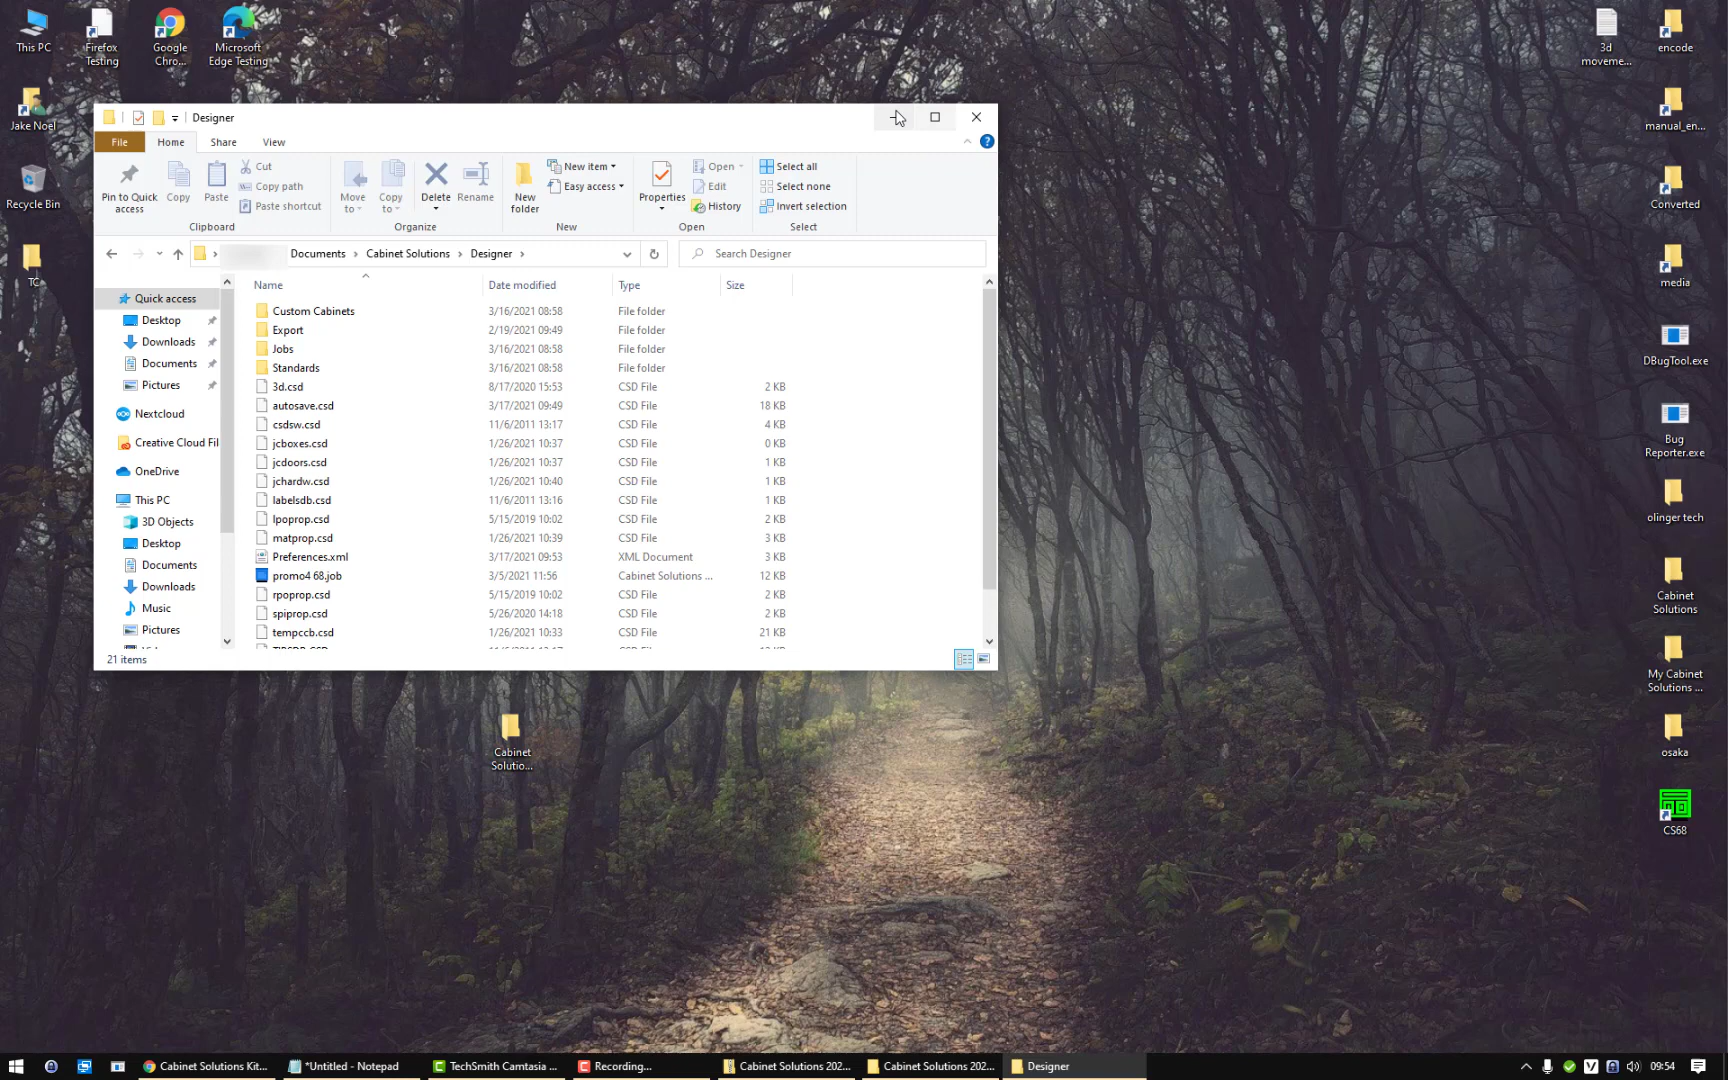 This PC
Firefox
Testing
Google
Chro...
Microsoft
Edge Testing
3d
moveme...
encode
Jake Noel
manual_en...
Recycle Bin
Converted
TC
media
DBugTool.exe
Bug
Reporter.exe
olinger tech
Cabinet
Solutions
My Cabinet
Solutions ...
osaka
CS68
Cabinet
Solutio...
Designer
File Home Share View
Pin to Quick
access
Copy
Paste
Cut
Copy path
Paste shortcut
Clipboard
Move
to
Copy
to
Delete
Rename
Organize
New
folder
New item
Easy access
New
Properties
Open
Edit
History
Open
Select all
Select none
Invert selection
Select
Documents › Cabinet Solutions › Designer ›
Search Designer
Name Date modified Type Size
Quick access
Desktop
Downloads
Documents
Pictures
Nextcloud
Creative Cloud Fil
OneDrive
This PC
3D Objects
Desktop
Documents
Downloads
Music
Pictures
Custom Cabinets 3/16/2021 08:58 File folder
Export 2/19/2021 09:49 File folder
Jobs 3/16/2021 08:58 File folder
Standards 3/16/2021 08:58 File folder
3d.csd 8/17/2020 15:53 CSD File 2 KB
autosave.csd 3/17/2021 09:49 CSD File 18 KB
csdsw.csd 11/6/2011 13:17 CSD File 4 KB
jcboxes.csd 1/26/2021 10:37 CSD File 0 KB
jcdoors.csd 1/26/2021 10:37 CSD File 1 KB
jchardw.csd 1/26/2021 10:40 CSD File 1 KB
labelsdb.csd 11/6/2011 13:16 CSD File 1 KB
lpoprop.csd 5/15/2019 10:02 CSD File 2 KB
matprop.csd 1/26/2021 10:39 CSD File 3 KB
Preferences.xml 3/17/2021 09:53 XML Document 3 KB
promo4 68.job 3/5/2021 11:56 Cabinet Solutions ... 12 KB
rpoprop.csd 5/15/2019 10:02 CSD File 2 KB
spiprop.csd 5/26/2020 14:18 CSD File 2 KB
tempccb.csd 1/26/2021 10:33 CSD File 21 KB
21 items
Cabinet Solutions Kit... *Untitled - Notepad TechSmith Camtasia ... Recording... Cabinet Solutions 202... Cabinet Solutions 202... Designer 09:54